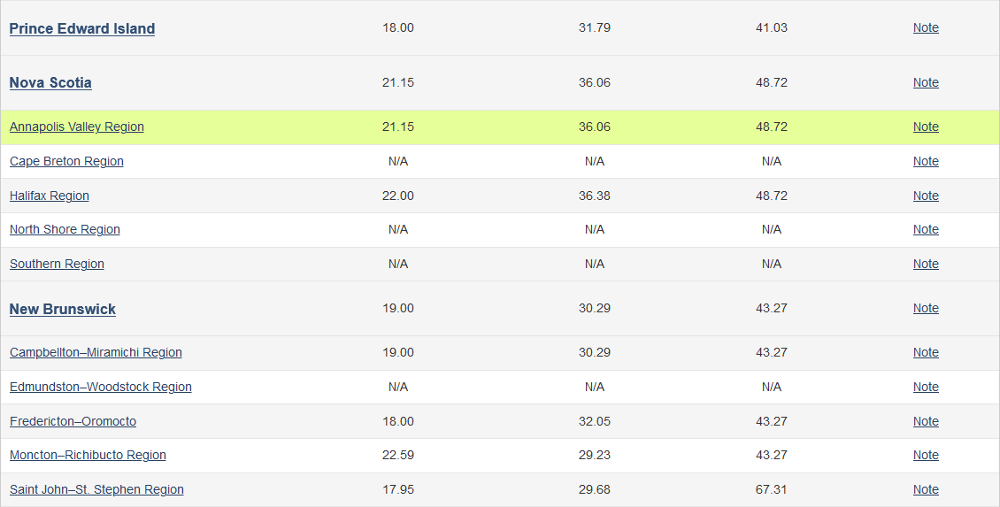 Prince Edward Island 18.00 31.79 41.03 Note
Nova Scotia 21.15 36.06 48.72 Note
Annapolis Valley Region 21.15 36.06 48.72 Note
Cape Breton Region N/A N/A N/A Note
Halifax Region 22.00 36.38 48.72 Note
North Shore Region N/A N/A N/A Note
Southern Region N/A N/A N/A Note
New Brunswick 19.00 30.29 43.27 Note
Campbellton–Miramichi Region 19.00 30.29 43.27 Note
Edmundston–Woodstock Region N/A N/A N/A Note
Fredericton–Oromocto 18.00 32.05 43.27 Note
Moncton–Richibucto Region 22.59 29.23 43.27 Note
Saint John–St. Stephen Region 17.95 29.68 67.31 Note